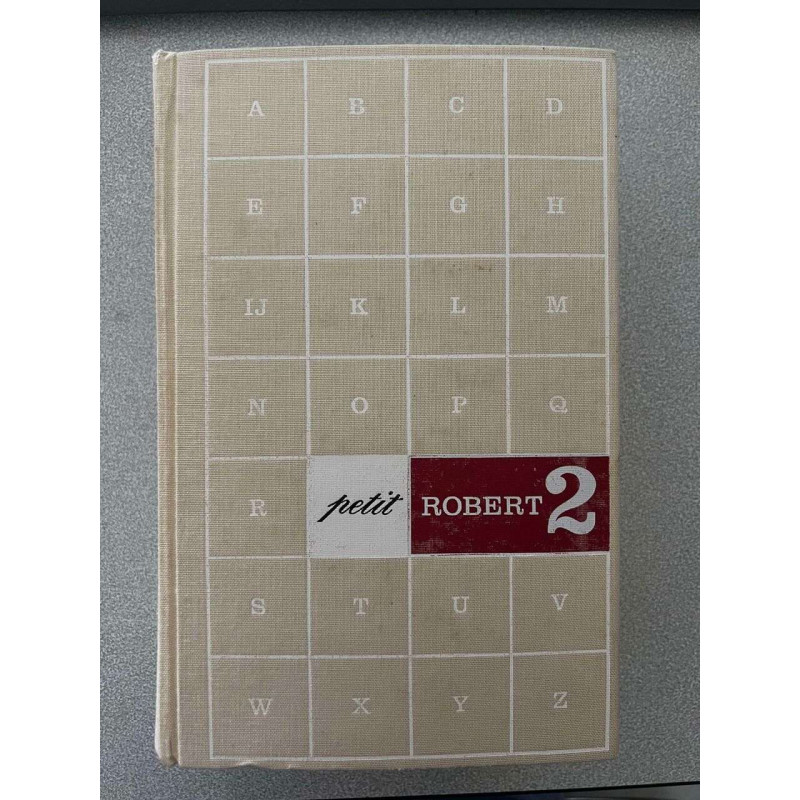 A B C D
E F G H
IJ K L M
N O P Q
R petit ROBERT 2
S T U V
W X Y Z